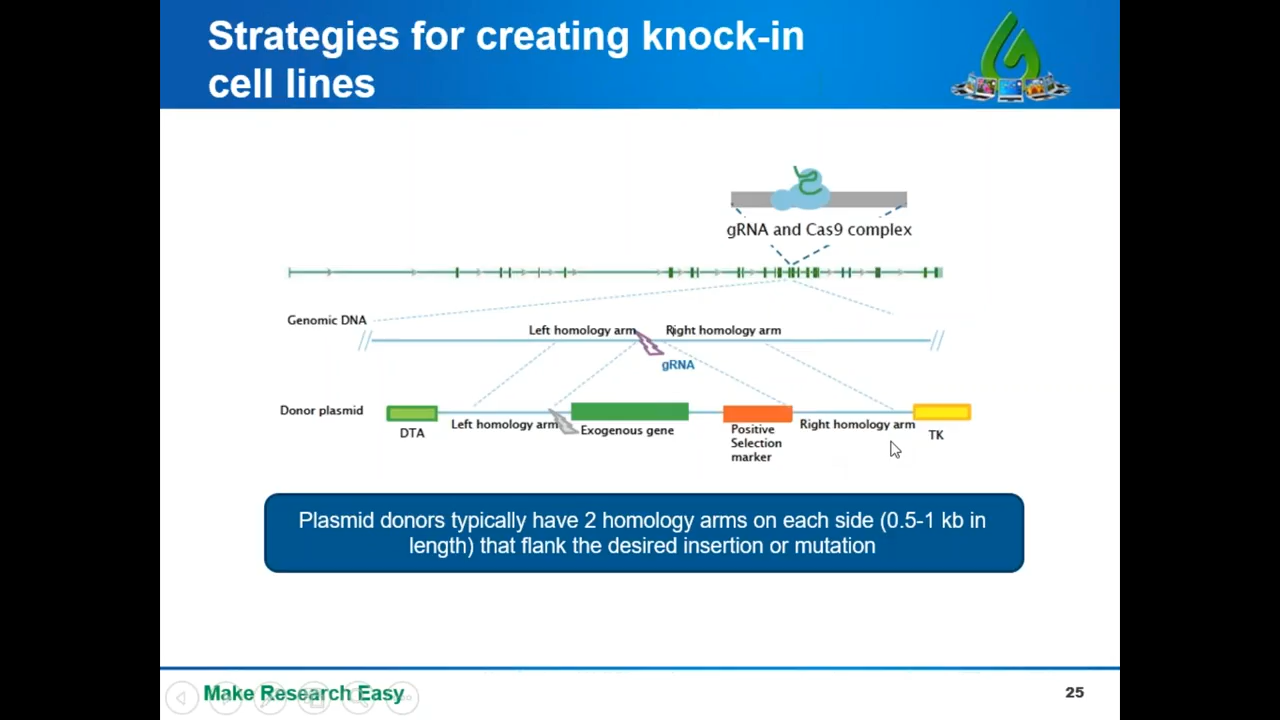 Strategies for creating knock-in
cell lines
gRNA and Cas9 complex
Genomic DNA
Left homology arm
Right homology arm
gRNA
Donor plasmid
DTA
Left homology arm
Exogenous gene
Positive
Selection
marker
Right homology arm
TK
Plasmid donors typically have 2 homology arms on each side (0.5-1 kb in
length) that flank the desired insertion or mutation
Make Research Easy
25